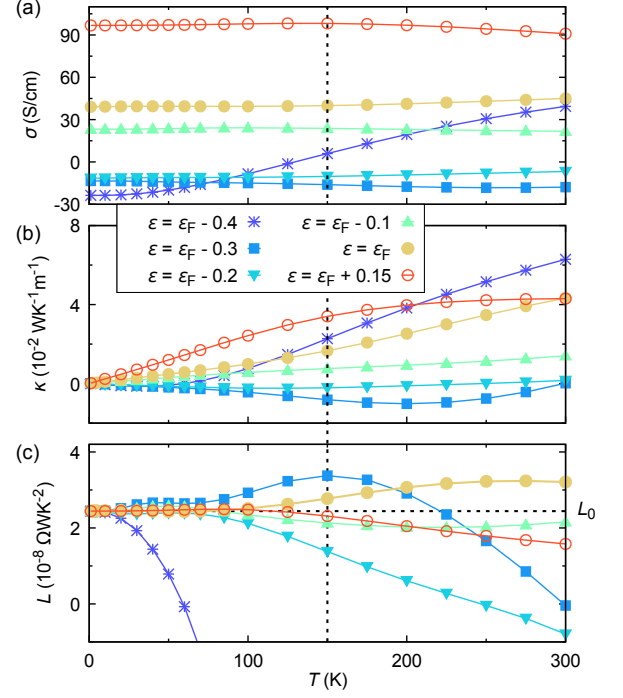 (a)
90
60
30
0
-30
σ (S/cm)
ε = εF - 0.4
ε = εF - 0.3
ε = εF - 0.2
ε = εF - 0.1
ε = εF
ε = εF + 0.15
(b)
8
4
0
κ (10⁻² WK⁻¹m⁻¹)
(c)
4
2
0
L (10⁻⁸ ΩWK⁻²)
L₀
0 100 200 300
150
T (K)